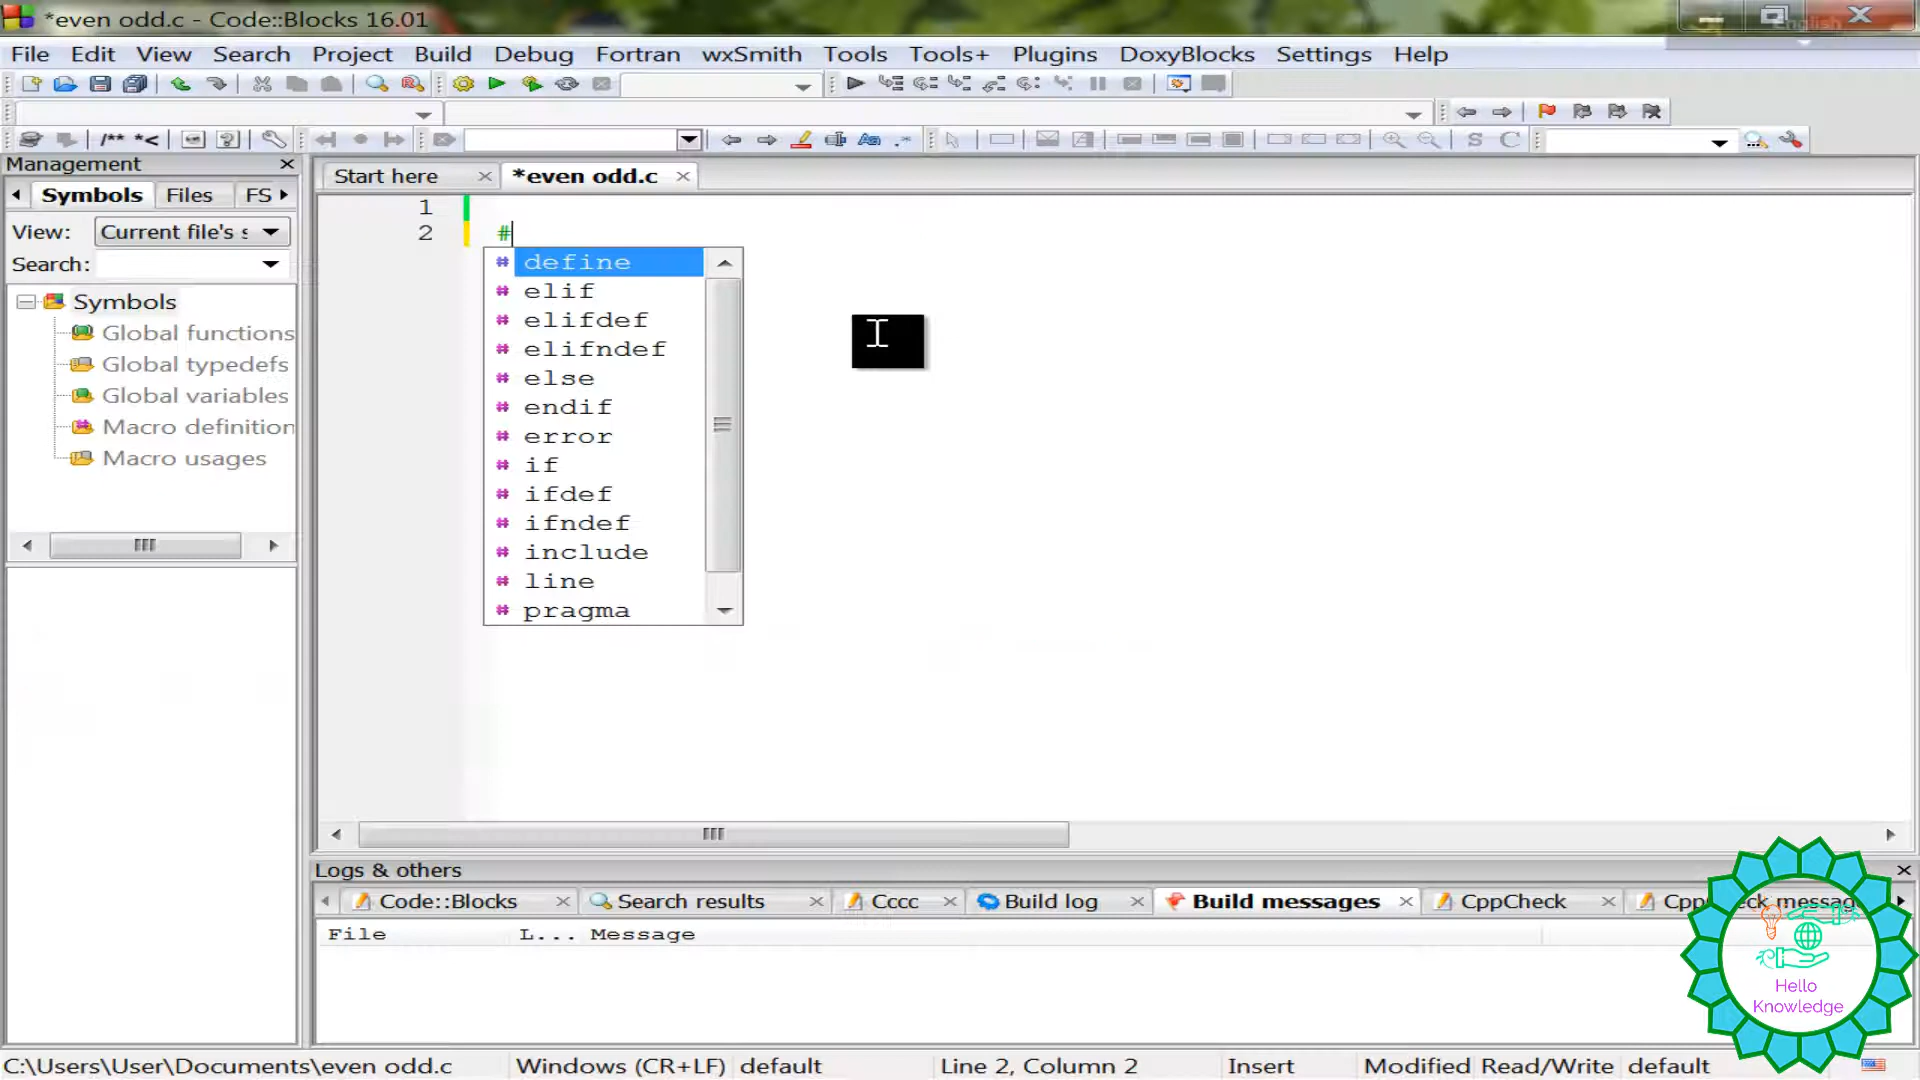 *even odd.c - Code::Blocks 16.01
File Edit View Search Project Build Debug Fortran wxSmith Tools Tools+ Plugins DoxyBlocks Settings Help
/** *<
S C
Management
Start here *even odd.c
Symbols Files FS
View: Current file's s
Search:
Symbols
Global functions
Global typedefs
Global variables
Macro definition
Macro usages
1
2 #
# define
# elif
# elifdef
# elifndef
# else
# endif
# error
# if
# ifdef
# ifndef
# include
# line
# pragma
Logs & others
Code::Blocks Search results Cccc Build log Build messages CppCheck
File L... Message
Hello
Knowledge
C:\Users\User\Documents\even odd.c Windows (CR+LF) default Line 2, Column 2 Insert Modified Read/Write default